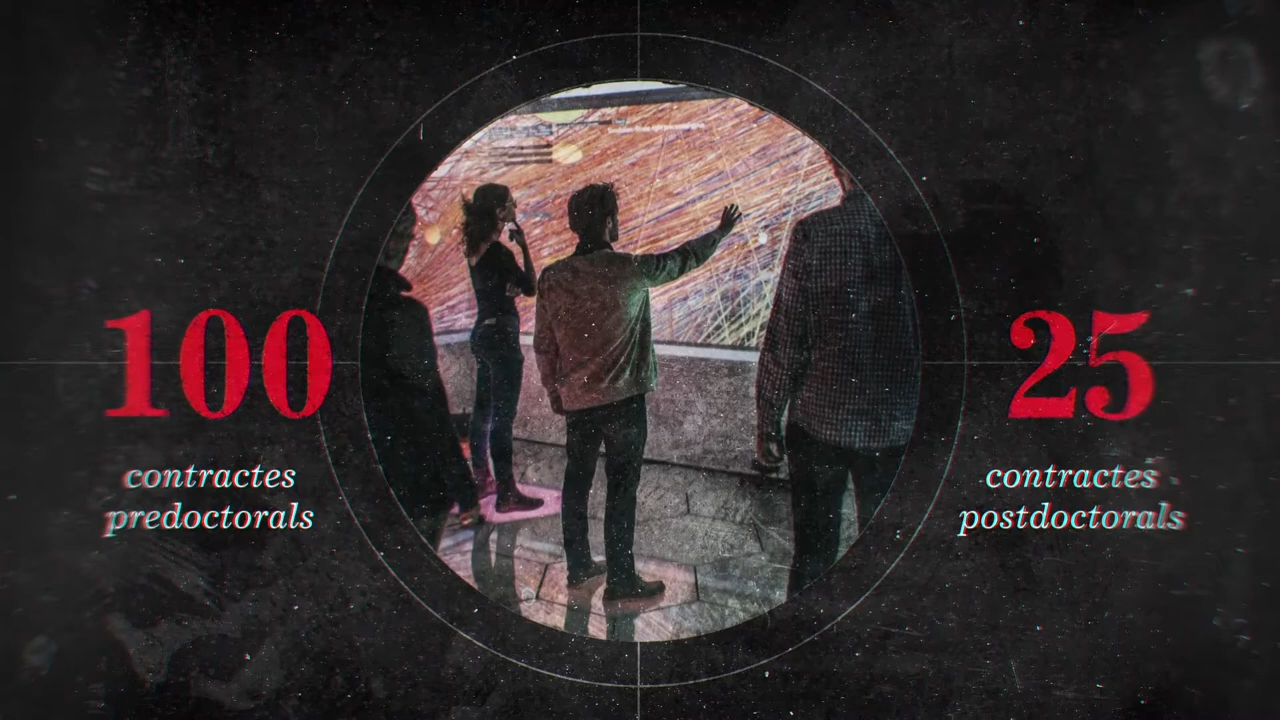 100
contractes
predoctorals
25
contractes
postdoctorals